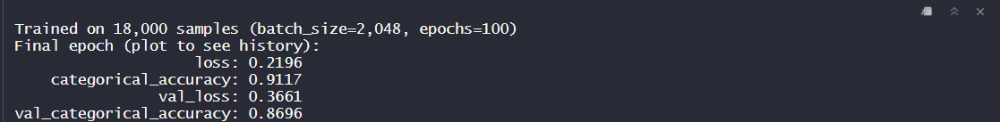 Trained on 18,000 samples (batch_size=2,048, epochs=100)
Final epoch (plot to see history):
loss: 0.2196
categorical_accuracy: 0.9117
val_loss: 0.3661
val_categorical_accuracy: 0.8696